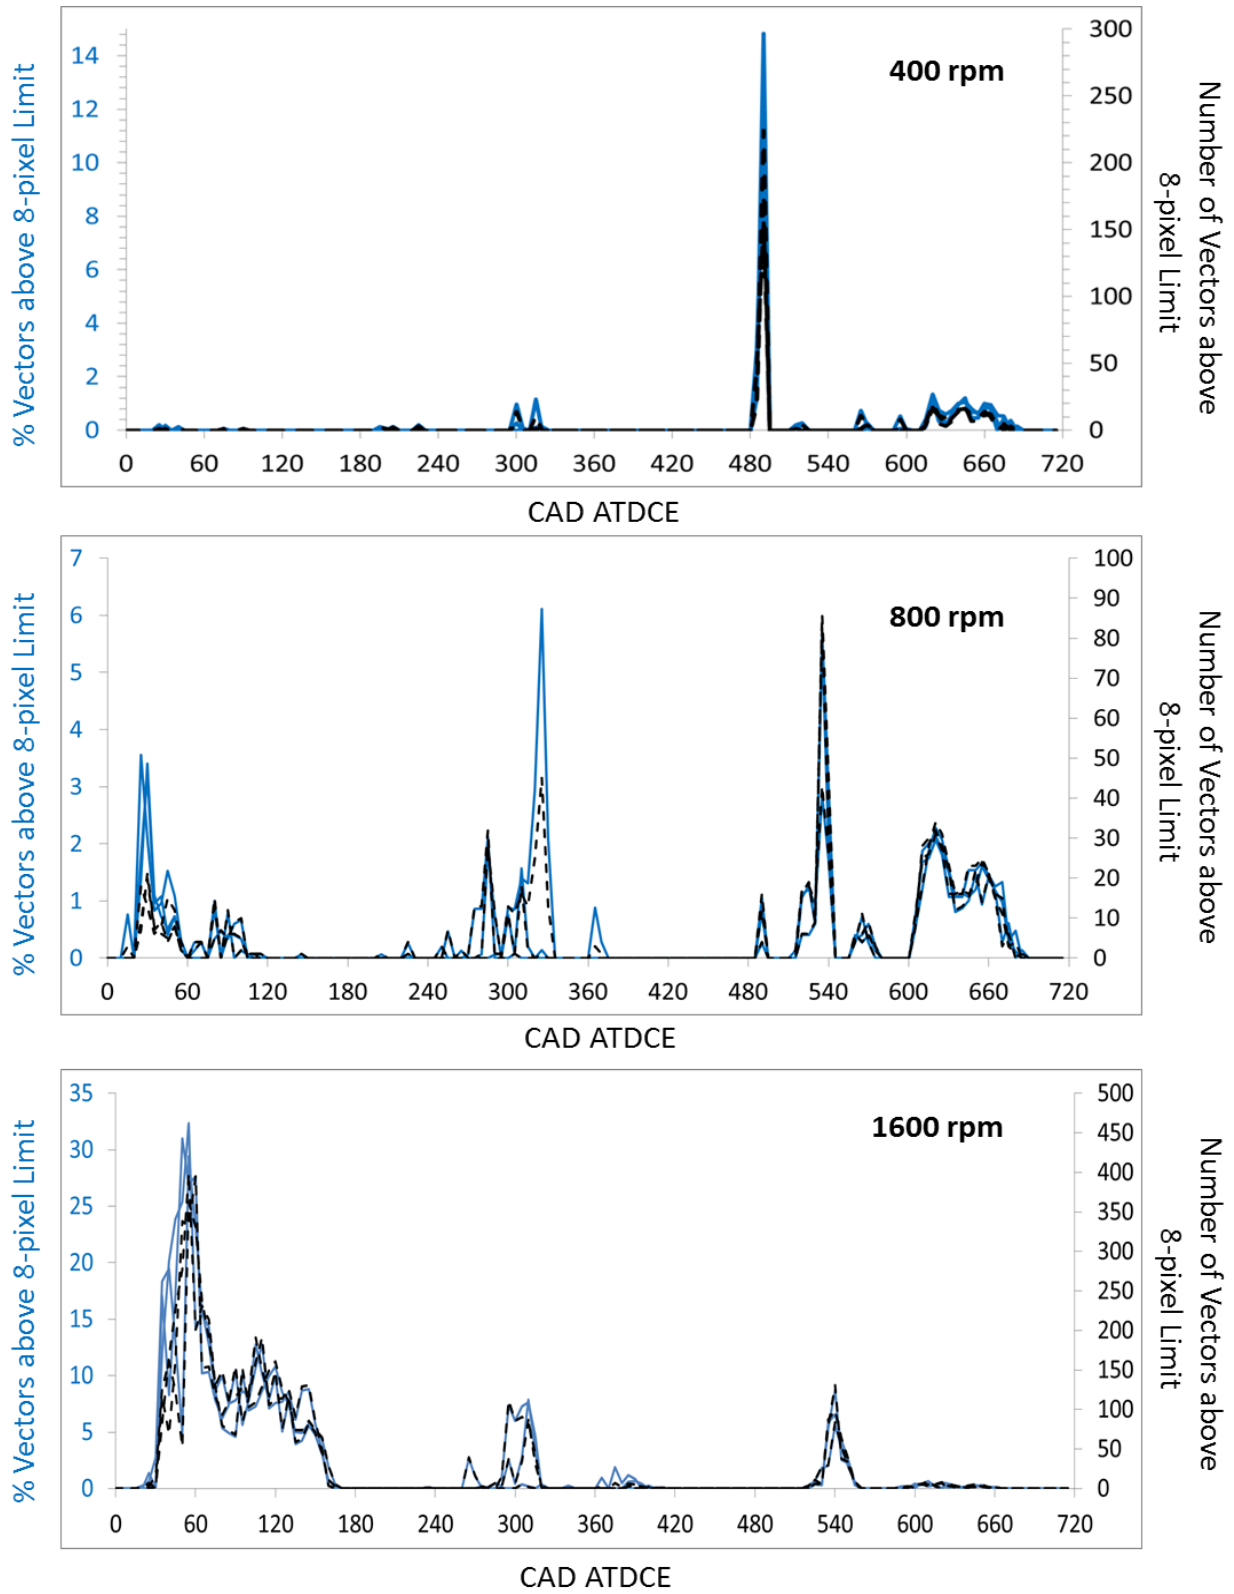 400 rpm
% Vectors above 8-pixel Limit
14
12
10
8
6
4
2
0
300
250
200
150
100
50
0
Number of Vectors above
8-pixel Limit
0 60 120 180 240 300 360 420 480 540 600 660 720
CAD ATDCE
800 rpm
% Vectors above 8-pixel Limit
7
6
5
4
3
2
1
0
100
90
80
70
60
50
40
30
20
10
0
Number of Vectors above
8-pixel Limit
0 60 120 180 240 300 360 420 480 540 600 660 720
CAD ATDCE
1600 rpm
% Vectors above 8-pixel Limit
35
30
25
20
15
10
5
0
500
450
400
350
300
250
200
150
100
50
0
Number of Vectors above
8-pixel Limit
0 60 120 180 240 300 360 420 480 540 600 660 720
CAD ATDCE